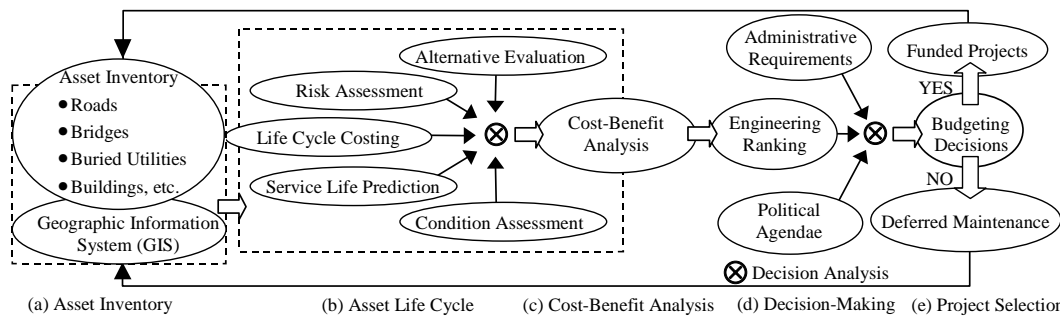 Asset Inventory
● Roads
● Bridges
● Buried Utilities
● Buildings, etc.
Geographic Information
System (GIS)
Alternative Evaluation
Risk Assessment
Life Cycle Costing
Service Life Prediction
Condition Assessment
Cost-Benefit
Analysis
Engineering
Ranking
Administrative
Requirements
Political
Agendae
Funded Projects
YES
Budgeting
Decisions
NO
Deferred Maintenance
Decision Analysis
(a) Asset Inventory
(b) Asset Life Cycle
(c) Cost-Benefit Analysis
(d) Decision-Making
(e) Project Selection